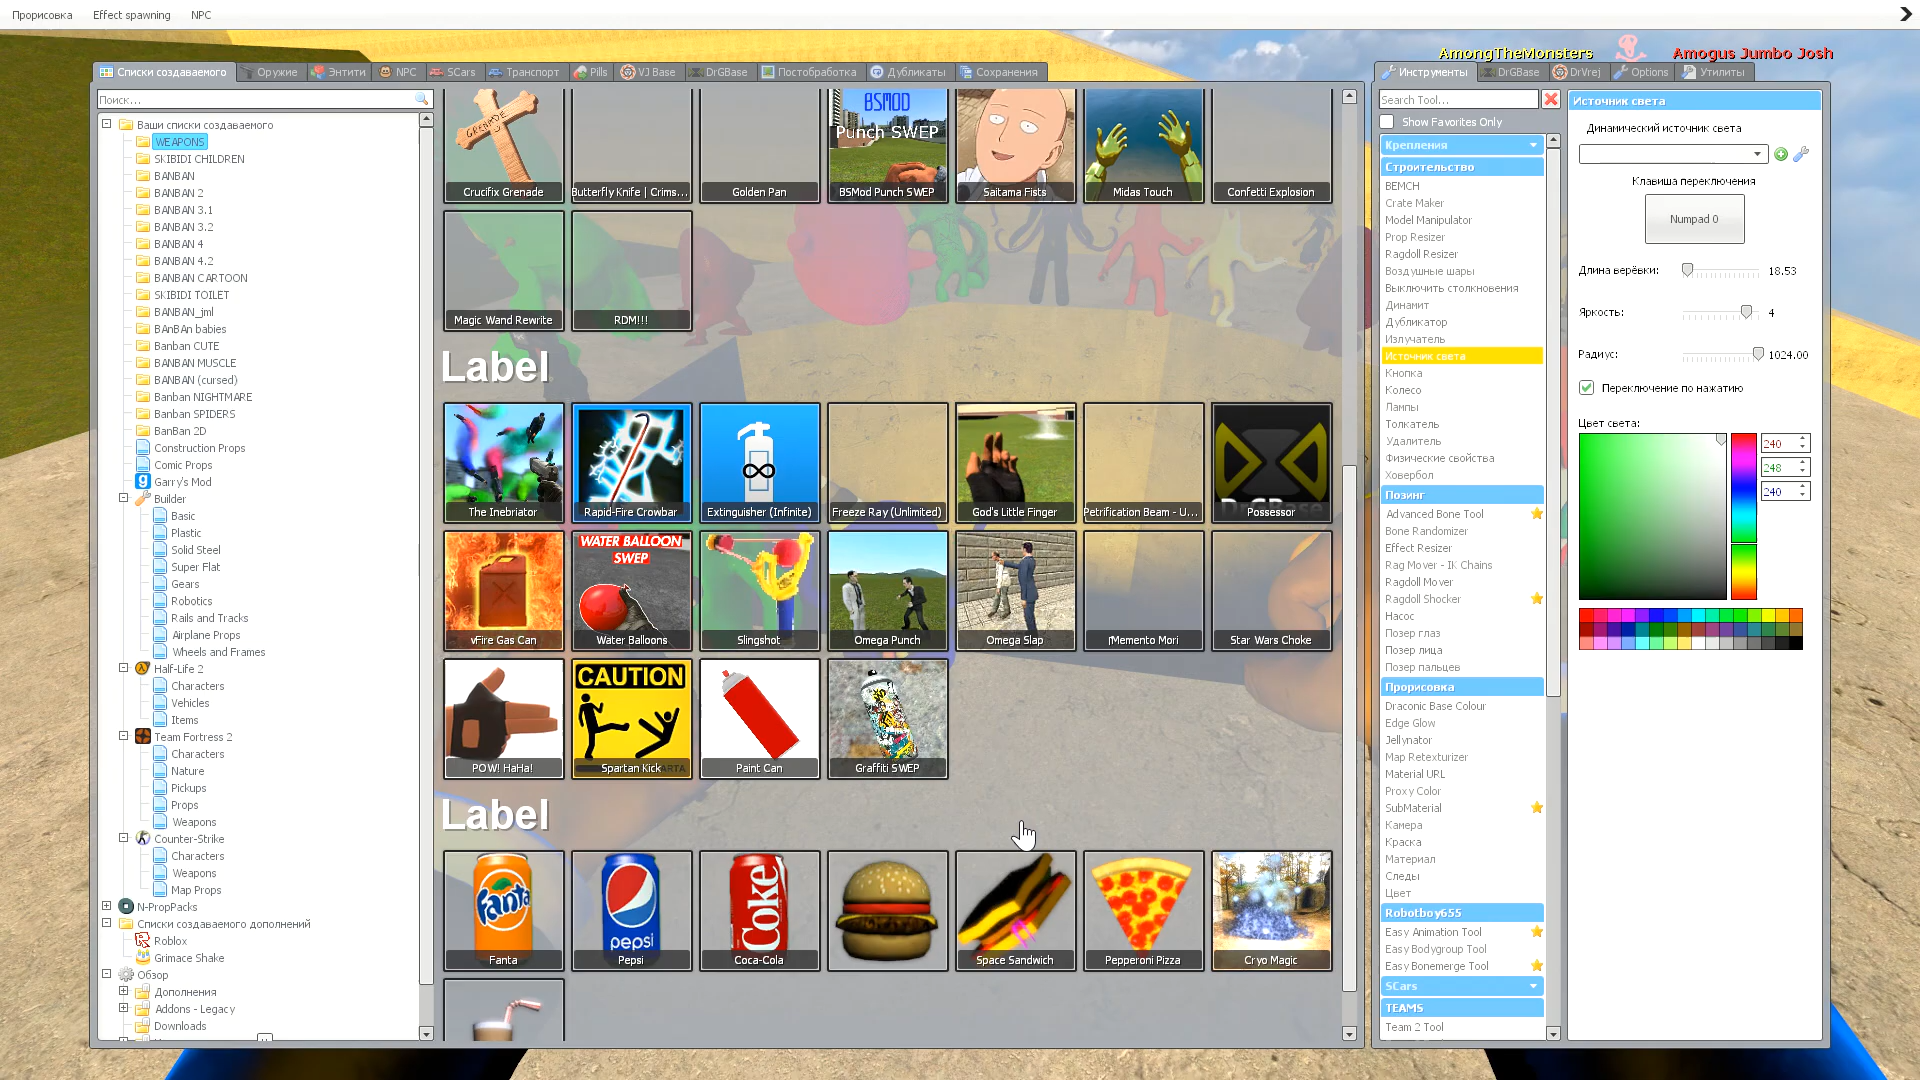 Прорисовка Effect spawning NPC
AmongTheMonsters Amogus Jumbo Josh
Списки создаваемого Оружие Энтити NPC SCars Транспорт Pills VJ Base DrGBase Постобработка Дубликаты Сохранения
Инструменты DrGBase DrVrej Options Утилиты
Поиск...
Ваши списки создаваемого
WEAPONS
SKIBIDI CHILDREN
BANBAN
BANBAN 2
BANBAN 3.1
BANBAN 3.2
BANBAN 4
BANBAN 4.2
BANBAN CARTOON
SKIBIDI TOILET
BANBAN_jml
BAnBAn babies
Banban CUTE
BANBAN MUSCLE
BANBAN (cursed)
Banban NIGHTMARE
Banban SPIDERS
BanBan 2D
Construction Props
Comic Props
Garry's Mod
Builder
Basic
Plastic
Solid Steel
Super Flat
Gears
Robotics
Rails and Tracks
Airplane Props
Wheels and Frames
Half-Life 2
Characters
Vehicles
Items
Team Fortress 2
Characters
Nature
Pickups
Props
Weapons
Counter-Strike
Characters
Weapons
Map Props
N-PropPacks
Списки создаваемого дополнений
Roblox
Grimace Shake
Обзор
Дополнения
Addons - Legacy
Downloads
GRENADE
BSMOD
Punch SWEP
Crucifix Grenade Butterfly Knife | Crims... Golden Pan BSMod Punch SWEP Saitama Fists Midas Touch Confetti Explosion
Magic Wand Rewrite RDM!!!
Label
DrGBase
The Inebriator Rapid-Fire Crowbar Extinguisher (Infinite) Freeze Ray (Unlimited) God's Little Finger Petrification Beam - U... Possessor
WATER BALLOON
SWEP
vFire Gas Can Water Balloons Slingshot Omega Punch Omega Slap Memento Mori Star Wars Choke
CAUTION
POW! HaHa! Spartan Kick Paint Can Graffiti SWEP
Label
Fanta
pepsi
Coke
Fanta Pepsi Coca-Cola Space Sandwich Pepperoni Pizza Cryo Magic
Search Tool...
Show Favorites Only
Крепления
Строительство
BEMCH
Crate Maker
Model Manipulator
Prop Resizer
Ragdoll Resizer
Воздушные шары
Выключить столкновения
Динамит
Дубликатор
Излучатель
Источник света
Кнопка
Колесо
Лампы
Толкатель
Удалитель
Физические свойства
Ховербол
Позинг
Advanced Bone Tool
Bone Randomizer
Effect Resizer
Rag Mover - IK Chains
Ragdoll Mover
Ragdoll Shocker
Насос
Позер глаз
Позер лица
Позер пальцев
Прорисовка
Draconic Base Colour
Edge Glow
Jellynator
Map Retexturizer
Material URL
Proxy Color
SubMaterial
Камера
Краска
Материал
Следы
Цвет
Robotboy655
Easy Animation Tool
Easy Bodygroup Tool
Easy Bonemerge Tool
SCars
TEAMS
Team 2 Tool
Источник света
Динамический источник света
Клавиша переключения
Numpad 0
Длина верёвки: 18.53
Яркость: 4
Радиус: 1024.00
Переключение по нажатию
Цвет света:
240
248
240